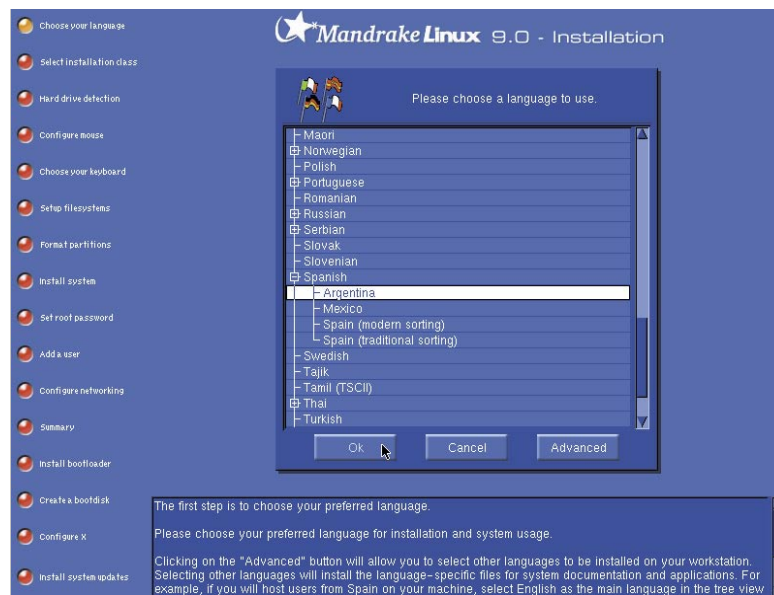 Choose your language
Select installation class
Hard drive detection
Configure mouse
Choose your keyboard
Setup filesystems
Format partitions
Install system
Set root password
Add a user
Configure networking
Summary
Install bootloader
Create a bootdisk
Configure X
Install system updates
Mandrake Linux 9.0 - Installation
Please choose a language to use.
Maori
Norwegian
Polish
Portuguese
Romanian
Russian
Serbian
Slovak
Slovenian
Spanish
Argentina
Mexico
Spain (modern sorting)
Spain (traditional sorting)
Swedish
Tajik
Tamil (TSCII)
Thai
Turkish
Ok Cancel Advanced
The first step is to choose your preferred language.
Please choose your preferred language for installation and system usage.
Clicking on the "Advanced" button will allow you to select other languages to be installed on your workstation.
Selecting other languages will install the language-specific files for system documentation and applications. For
example, if you will host users from Spain on your machine, select English as the main language in the tree view